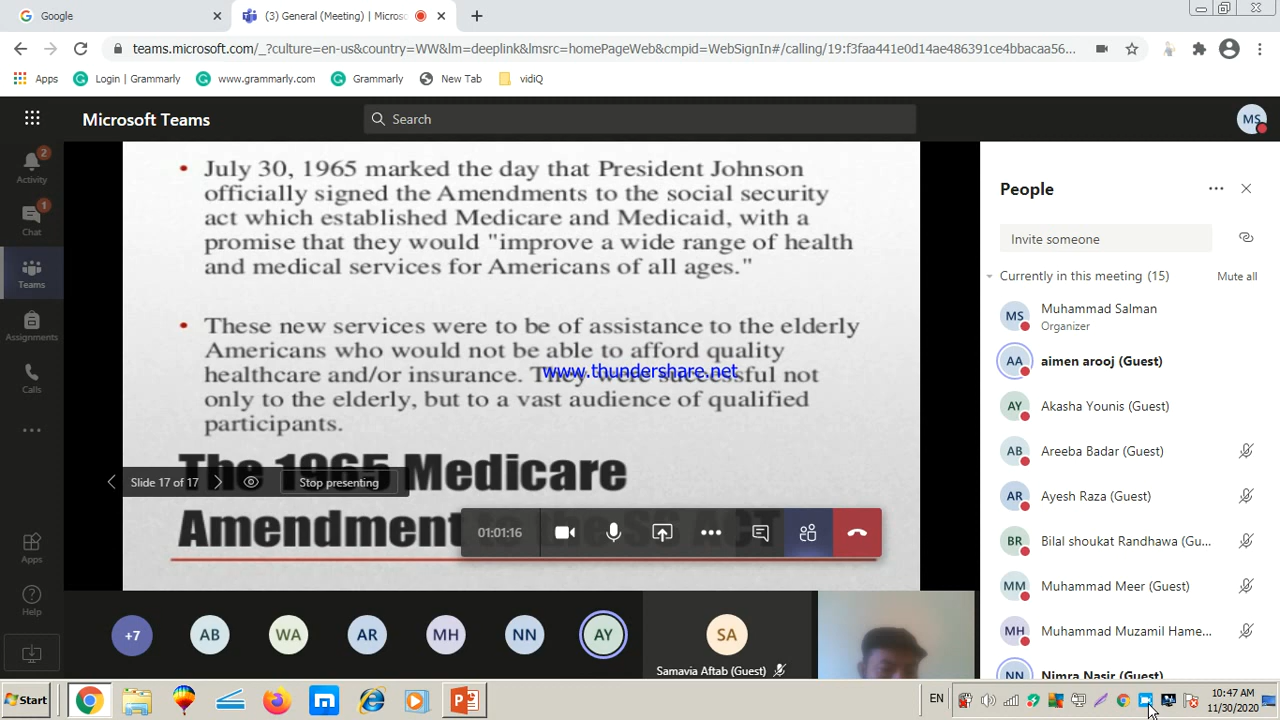 Google
(3) General (Meeting) | Micros
teams.microsoft.com/_?culture=en-us&country=WW&lm=deeplink&lmsrc=homePageWeb&cmpid=WebSignIn#/calling/19:f3faa441e0d14ae486391ce4bbacaa56...
Apps
Login | Grammarly
www.grammarly.com
Grammarly
New Tab
vidiQ
Microsoft Teams
Search
MS
Activity
2
Chat
1
Teams
Assignments
Calls
Apps
Help
• July 30, 1965 marked the day that President Johnson
officially signed the Amendments to the social security
act which established Medicare and Medicaid, with a
promise that they would "improve a wide range of health
and medical services for Americans of all ages."
• These new services were to be of assistance to the elderly
Americans who would not be able to afford quality
healthcare and/or insurance. They were successful not
only to the elderly, but to a vast audience of qualified
participants.
www.thundershare.net
The 1965 Medicare
Amendment to the SS ACT
Slide 17 of 17
Stop presenting
01:01:16
People
Invite someone
Currently in this meeting (15)
Mute all
MS
Muhammad Salman
Organizer
AA
aimen arooj (Guest)
AY
Akasha Younis (Guest)
AB
Areeba Badar (Guest)
AR
Ayesh Raza (Guest)
BR
Bilal shoukat Randhawa (Gu...
MM
Muhammad Meer (Guest)
MH
Muhammad Muzamil Hame...
NN
Nimra Nasir (Guest)
+7
AB
WA
AR
MH
NN
AY
SA
Samavia Aftab (Guest)
Start
EN
10:47 AM
11/30/2020